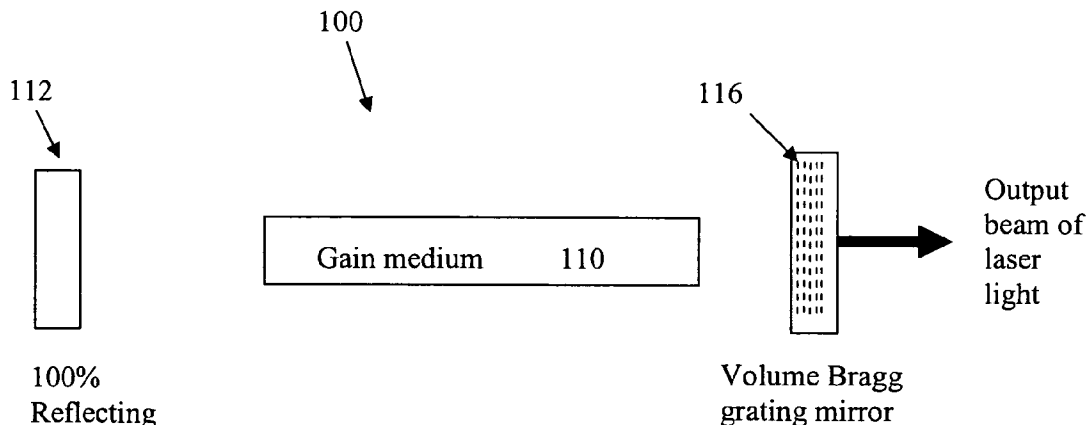 100
112
116
Output
beam of
laser
light
Gain medium 110
100%
Reflecting
Volume Bragg
grating mirror